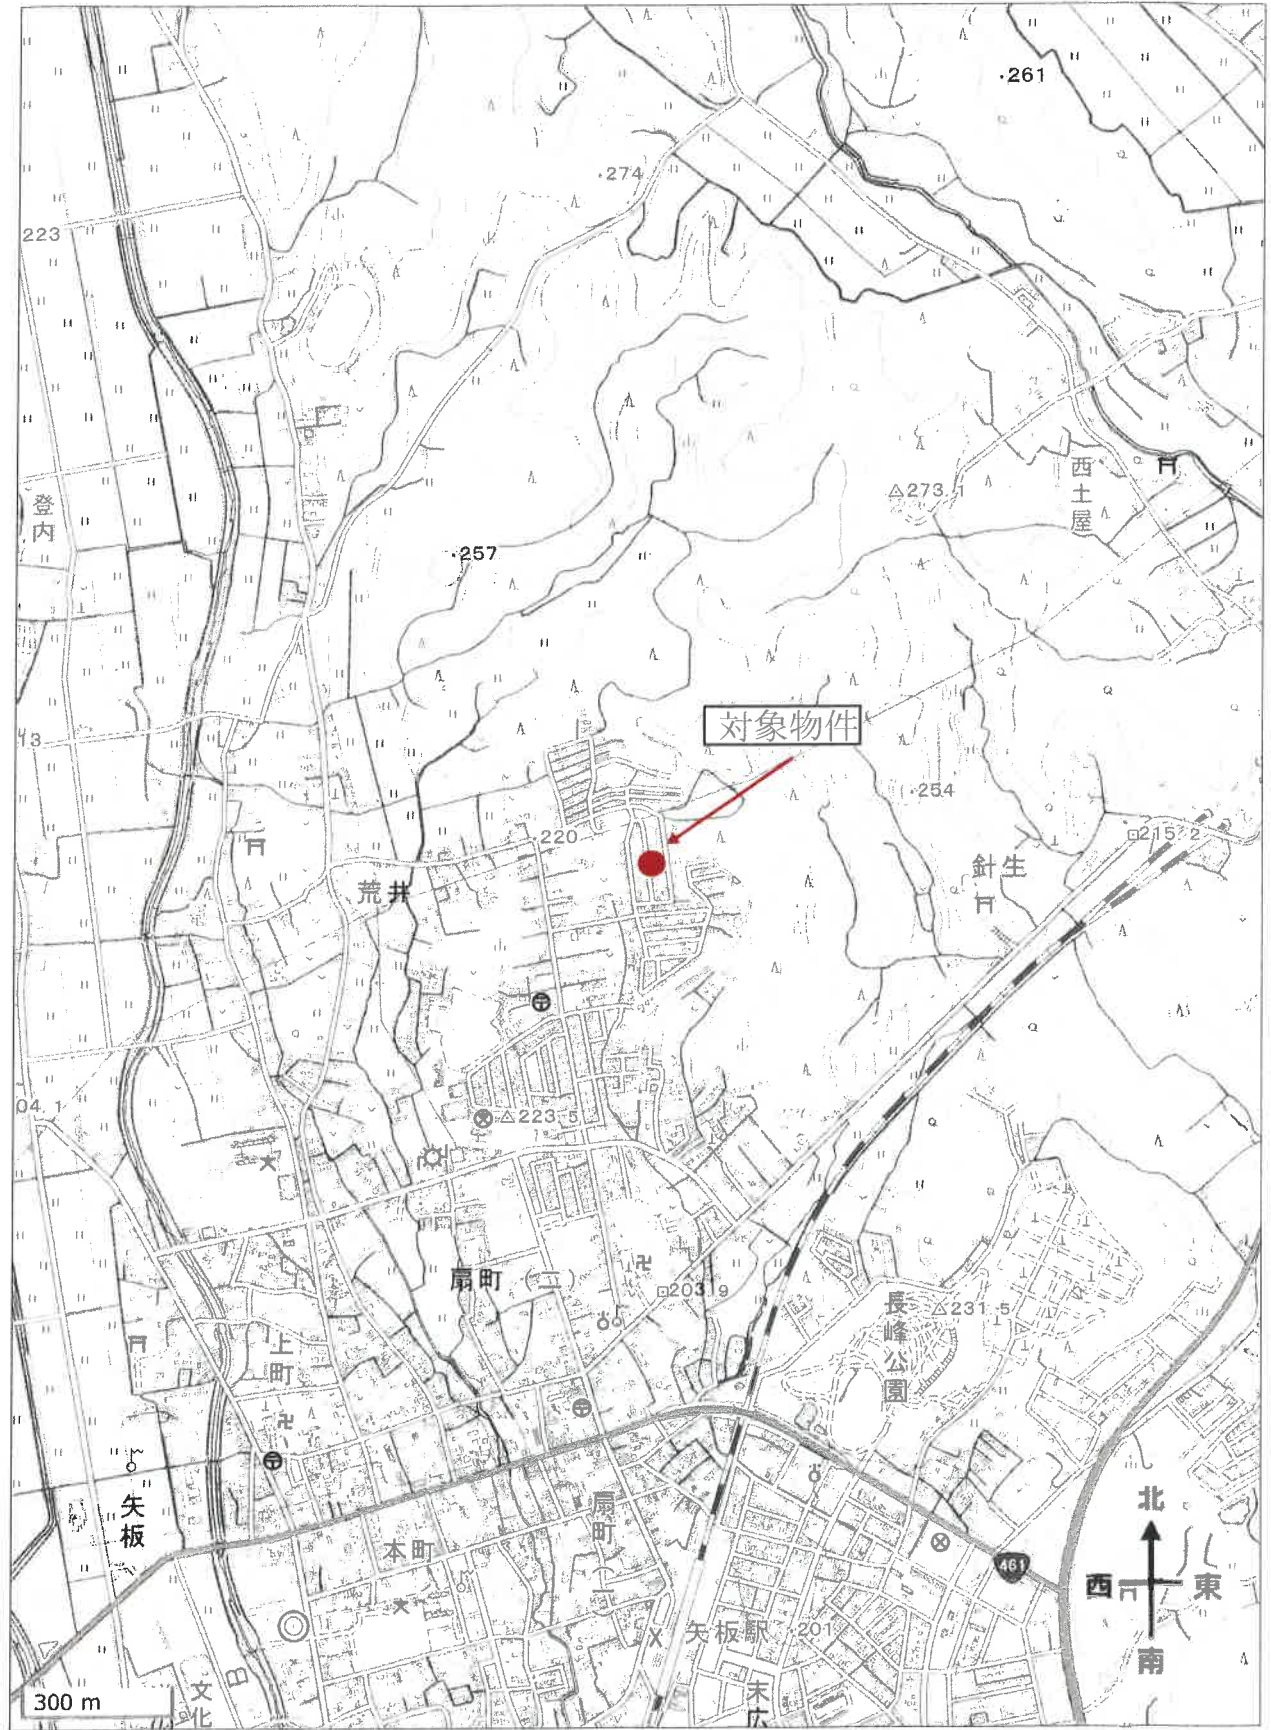 ・261
・274
223
西土屋
△273.1
登内
・257
対象物件
13
・254
・220
□215.2
針生
荒井
04.1
△223.5
扇町(二)
□203.9
△231.5
長峰公園
上町
北
矢板
扇町(一)
本町
461
西
東
矢板駅
・201
南
300 m
文化
末広